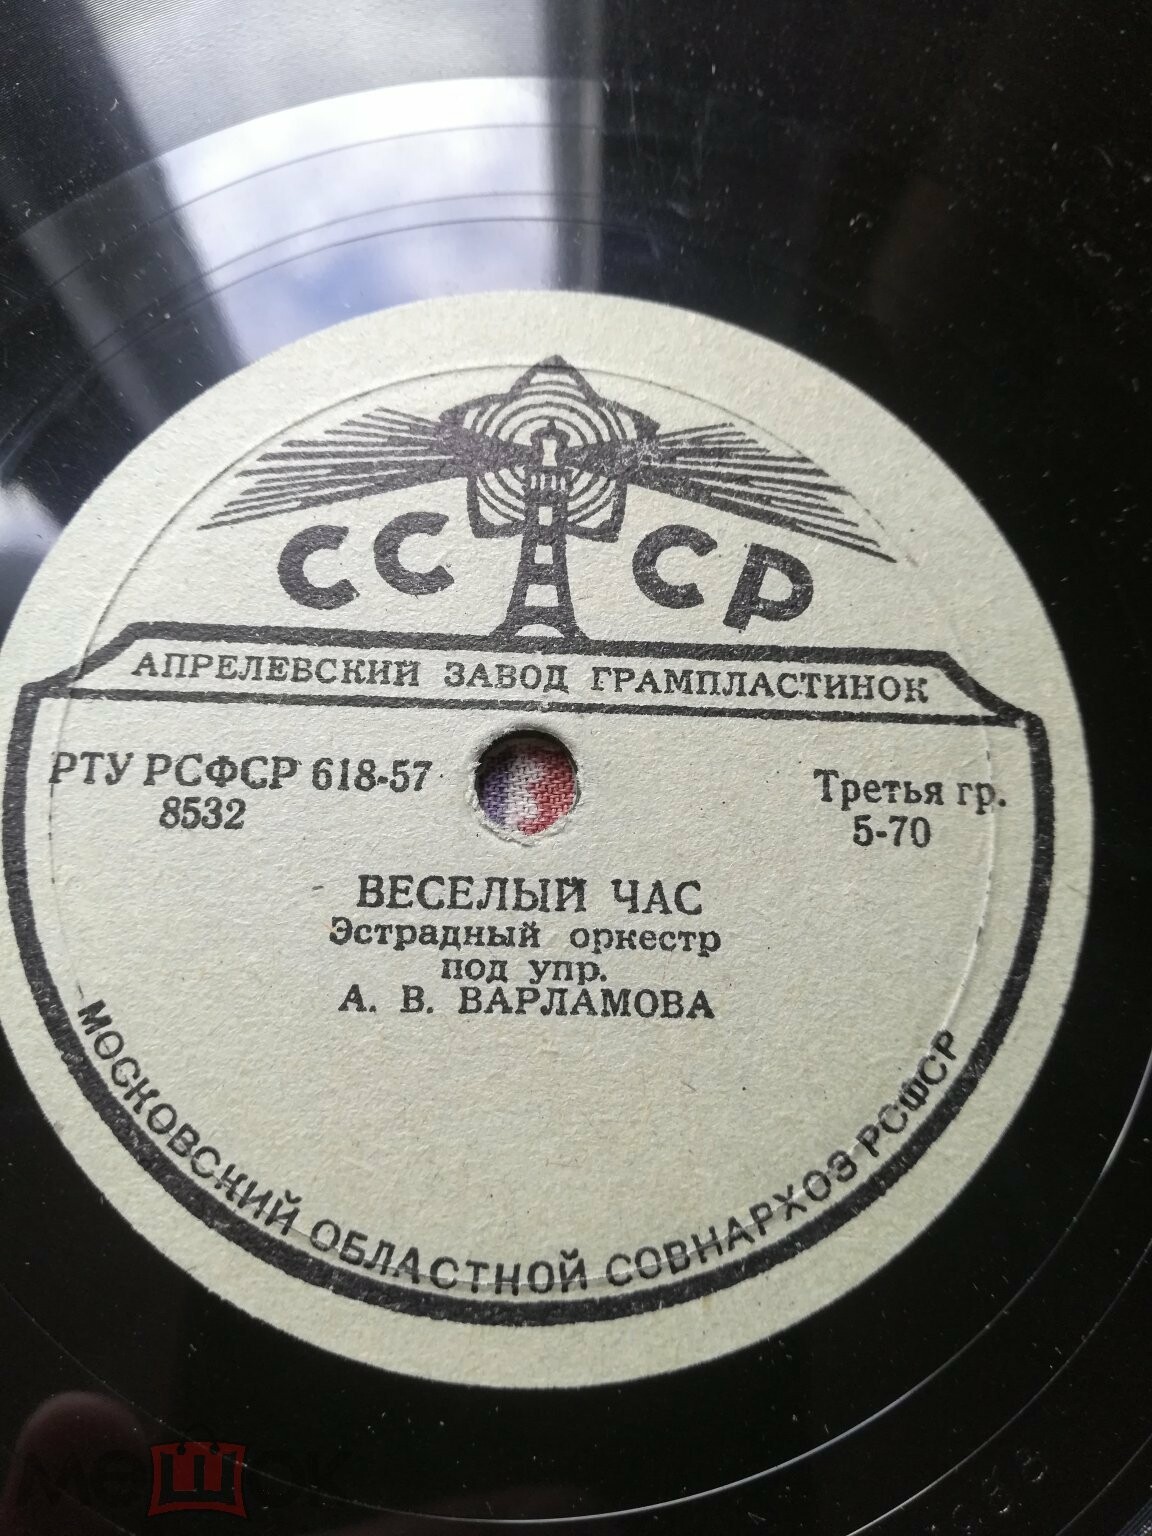 СССР
АПРЕЛЕВСКИЙ ЗАВОД ГРАМПЛАСТИНОК
РТУ РСФСР 618-57
8532
Третья гр.
5-70
ВЕСЕЛЫЙ ЧАС
Эстрадный оркестр
под упр.
А. В. ВАРЛАМОВА
МОСКОВСКИЙ ОБЛАСТНОЙ СОВНАРХОЗ РСФСР
мешок